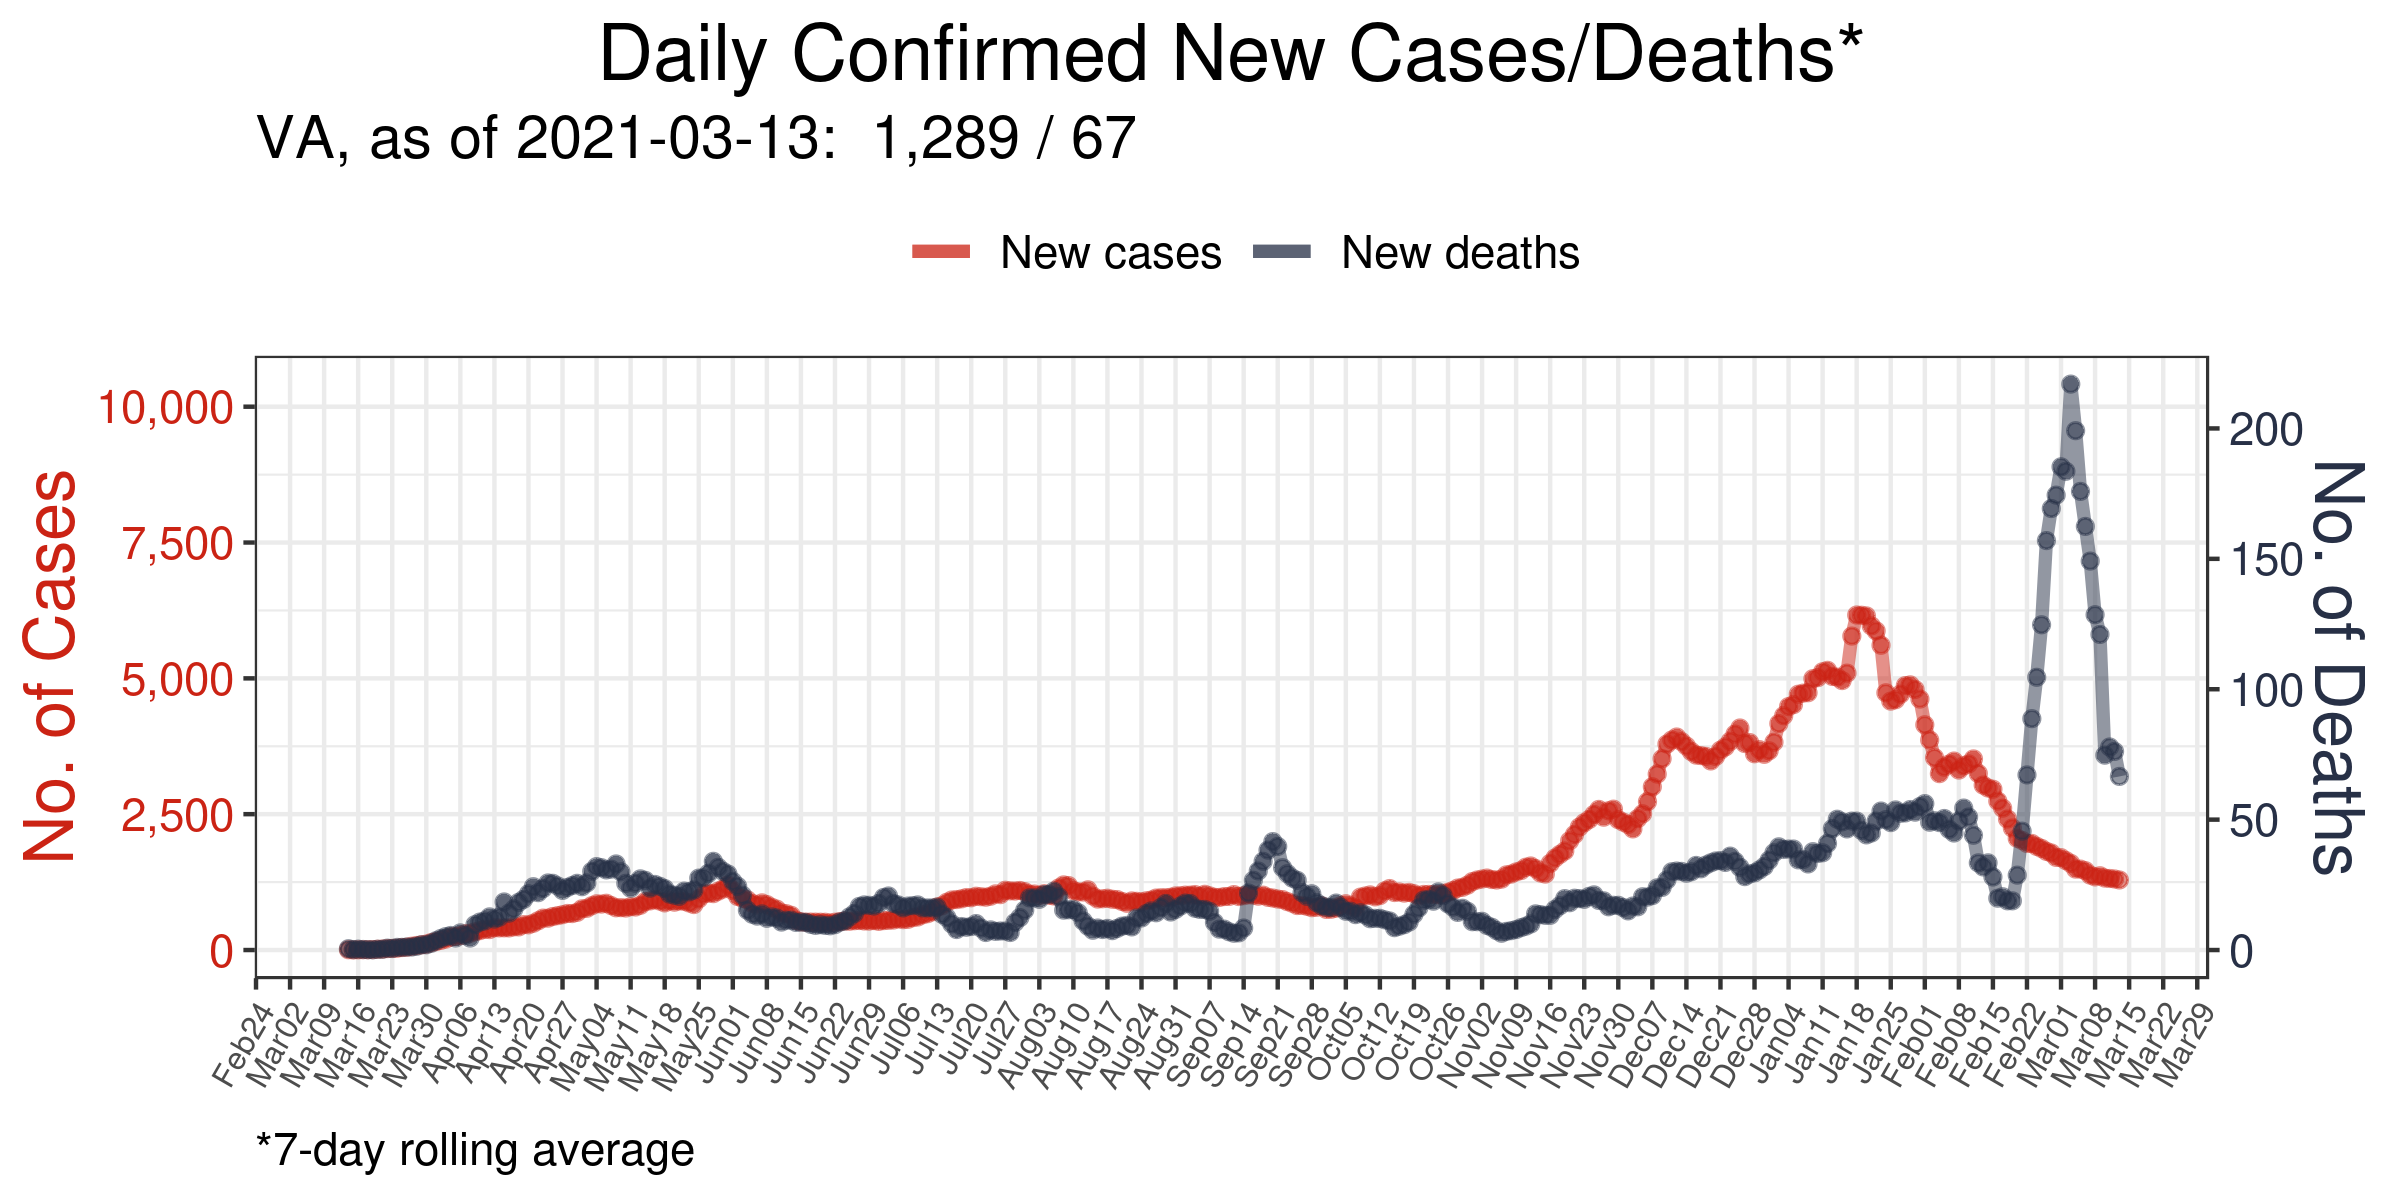 Daily Confirmed New Cases/Deaths*
VA, as of 2021-03-13:  1,289 / 67
New cases
New deaths
No. of Cases
10,000
7,500
5,000
2,500
0
200
150
100
50
0
No. of Deaths
Feb24
Mar02
Mar09
Mar16
Mar23
Mar30
Apr06
Apr13
Apr20
Apr27
May04
May11
May18
May25
Jun01
Jun08
Jun15
Jun22
Jun29
Jul06
Jul13
Jul20
Jul27
Aug03
Aug10
Aug17
Aug24
Aug31
Sep07
Sep14
Sep21
Sep28
Oct05
Oct12
Oct19
Oct26
Nov02
Nov09
Nov16
Nov23
Nov30
Dec07
Dec14
Dec21
Dec28
Jan04
Jan11
Jan18
Jan25
Feb01
Feb08
Feb15
Feb22
Mar01
Mar08
Mar15
Mar22
Mar29
*7-day rolling average